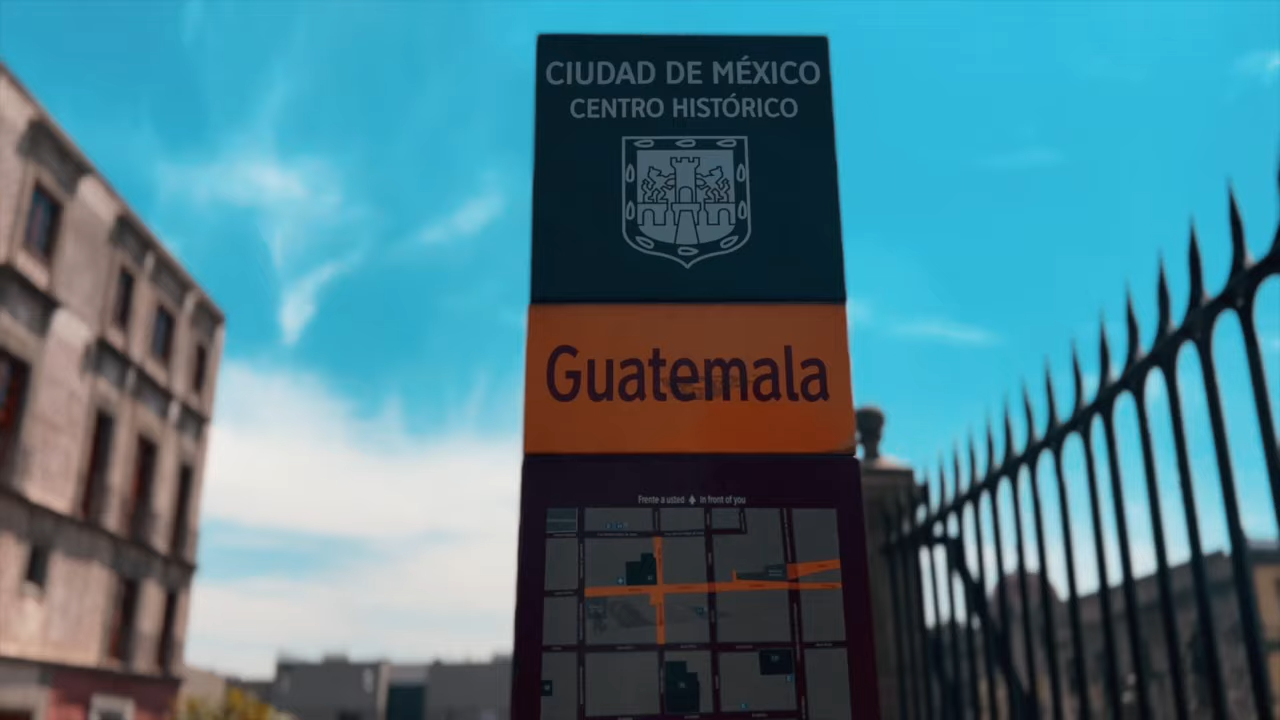 CIUDAD DE MÉXICO
CENTRO HISTÓRICO
Guatemala
Frente a usted In front of you